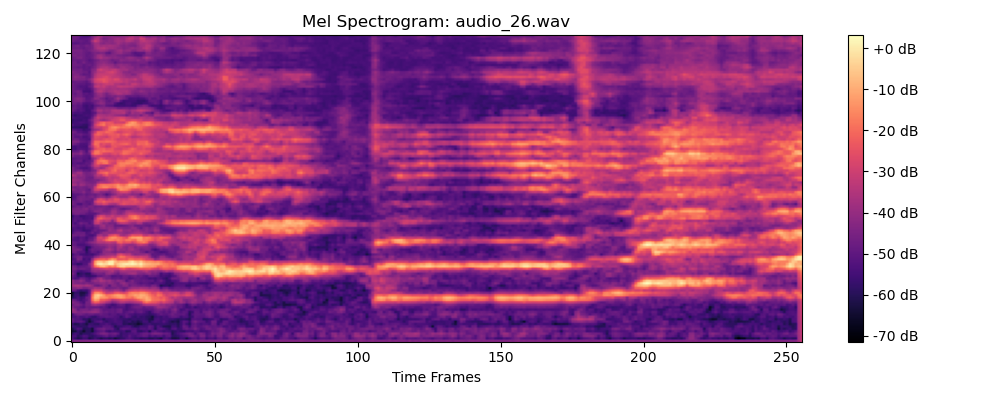 Mel Spectrogram: audio_26.wav
Mel Filter Channels
120
100
80
60
40
20
0
0 50 100 150 200 250
Time Frames
+0 dB
-10 dB
-20 dB
-30 dB
-40 dB
-50 dB
-60 dB
-70 dB